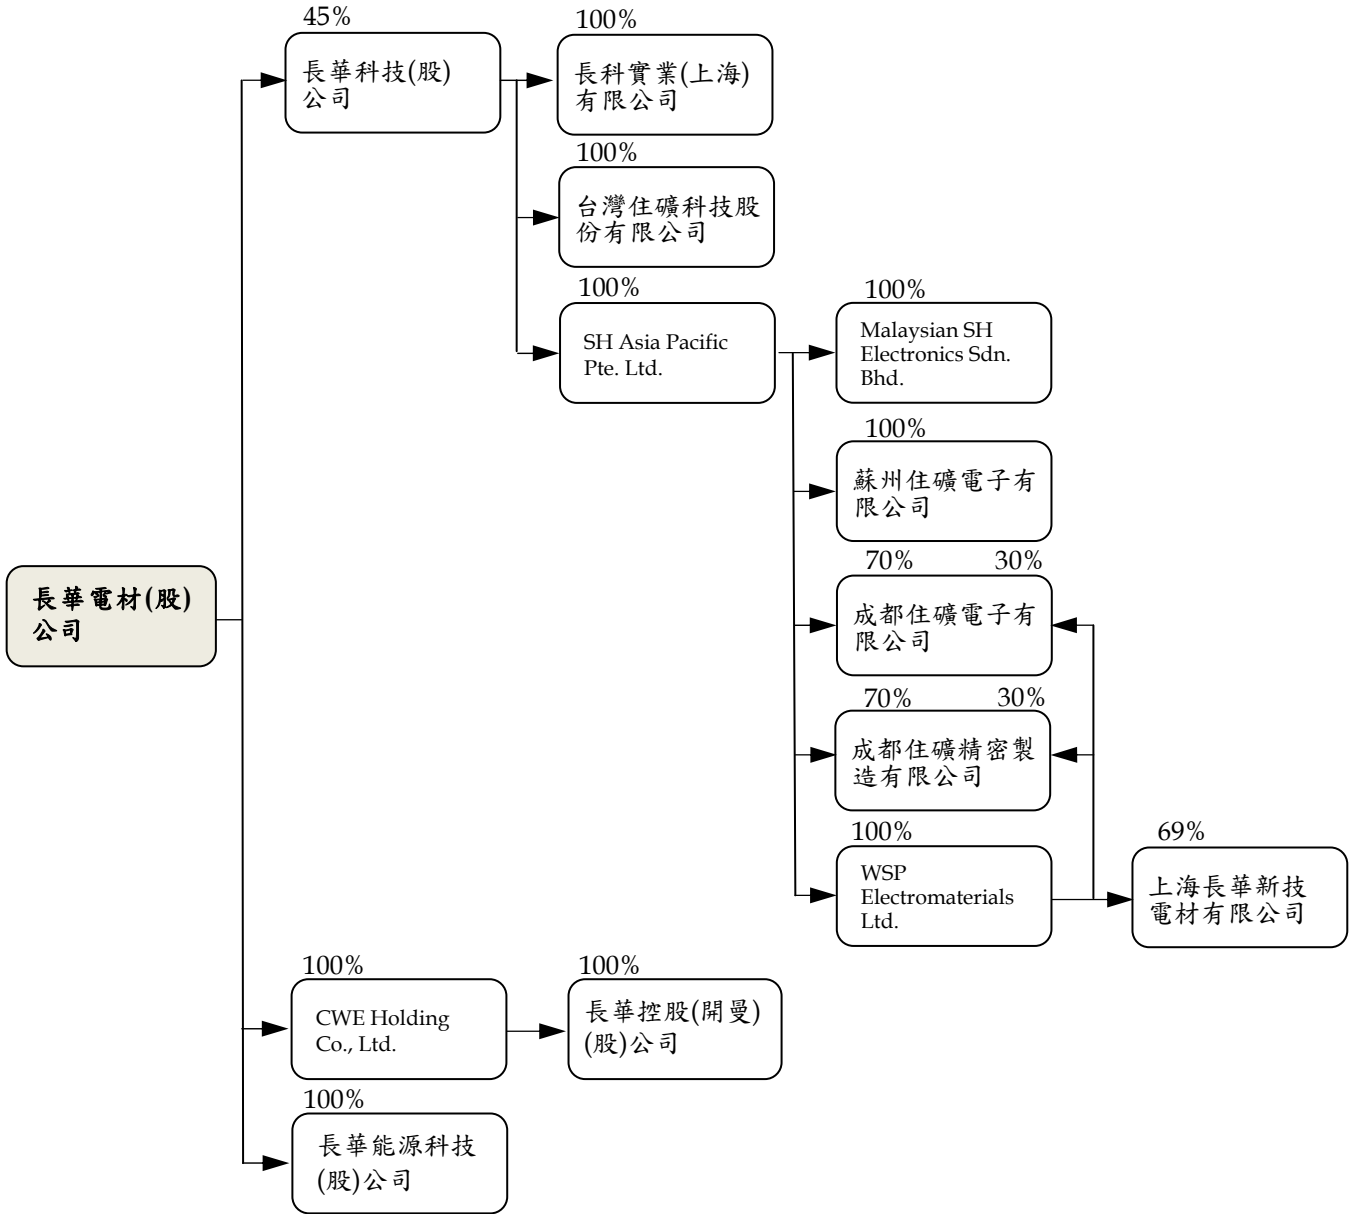 45%
長華科技(股)
公司
100%
長科實業(上海)
有限公司
100%
台灣住礦科技股
份有限公司
100%
SH Asia Pacific
Pte. Ltd.
100%
Malaysian SH
Electronics Sdn.
Bhd.
100%
蘇州住礦電子有
限公司
70% 30%
成都住礦電子有
限公司
70% 30%
成都住礦精密製
造有限公司
100%
WSP
Electromaterials
Ltd.
69%
上海長華新技
電材有限公司
長華電材(股)
公司
100%
CWE Holding
Co., Ltd.
100%
長華控股(開曼)
(股)公司
100%
長華能源科技
(股)公司